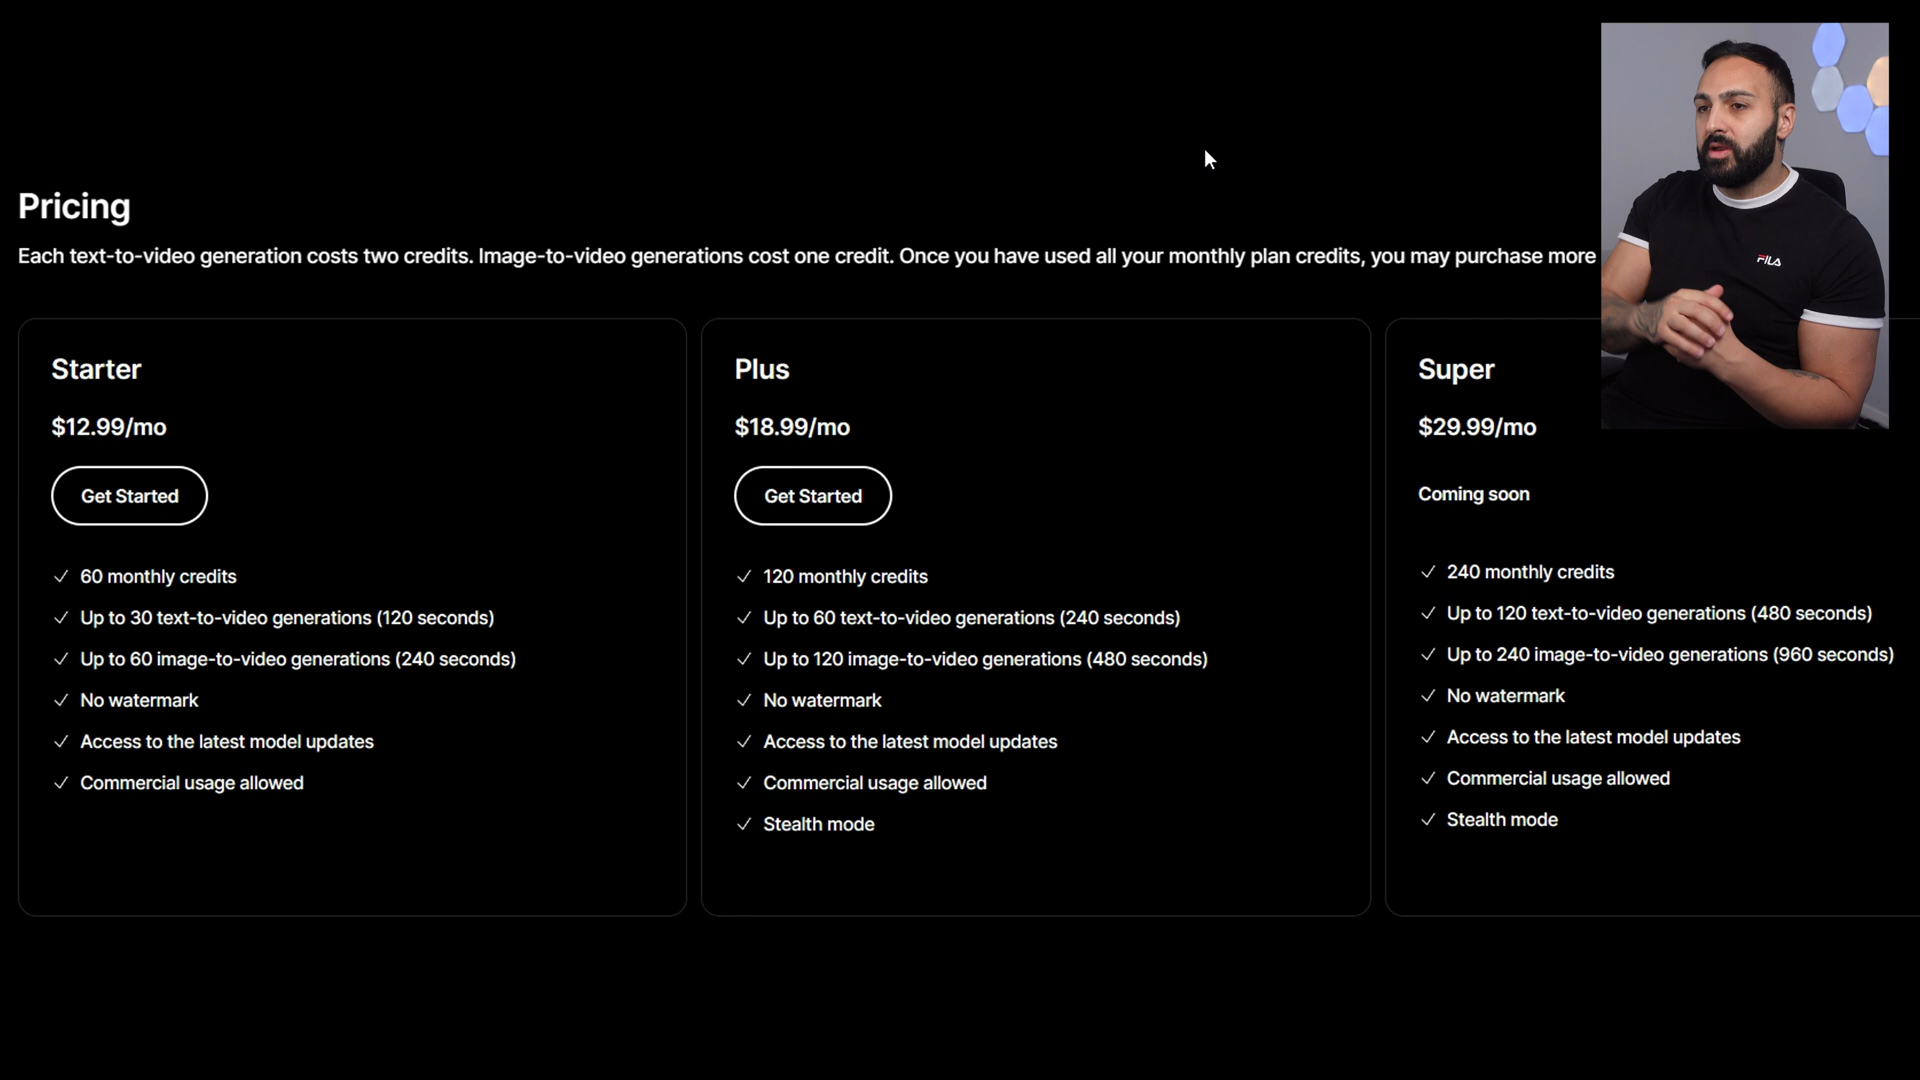 Pricing
Each text-to-video generation costs two credits. Image-to-video generations cost one credit. Once you have used all your monthly plan credits, you may purchase more
Starter
$12.99/mo
Get Started
60 monthly credits
Up to 30 text-to-video generations (120 seconds)
Up to 60 image-to-video generations (240 seconds)
No watermark
Access to the latest model updates
Commercial usage allowed
Plus
$18.99/mo
Get Started
120 monthly credits
Up to 60 text-to-video generations (240 seconds)
Up to 120 image-to-video generations (480 seconds)
No watermark
Access to the latest model updates
Commercial usage allowed
Stealth mode
Super
$29.99/mo
Coming soon
240 monthly credits
Up to 120 text-to-video generations (480 seconds)
Up to 240 image-to-video generations (960 seconds)
No watermark
Access to the latest model updates
Commercial usage allowed
Stealth mode
FILA